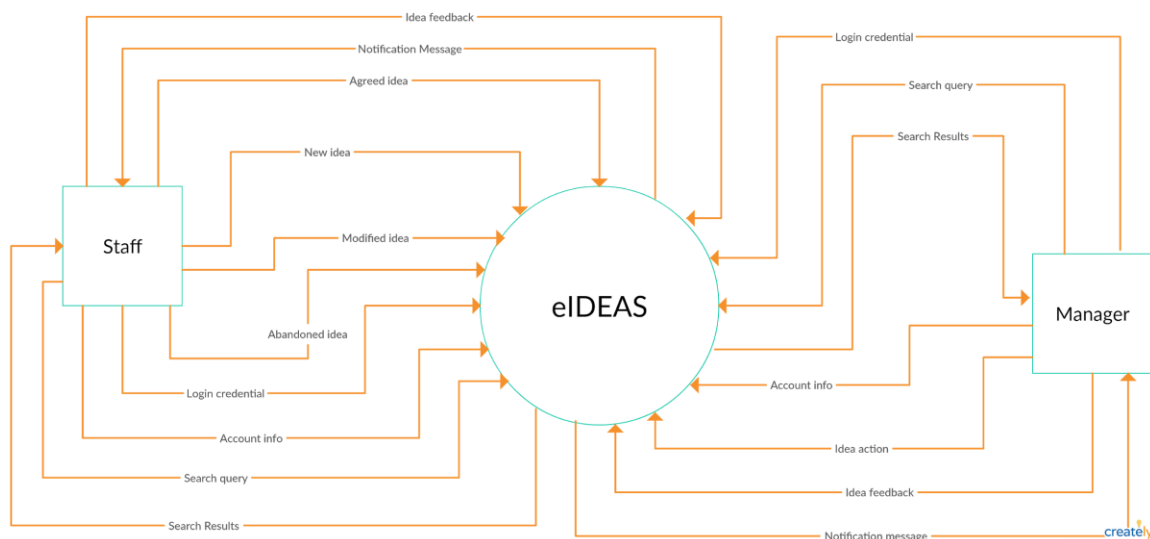 Idea feedback
Login credential
Notification Message
Agreed idea
Search query
Search Results
New idea
Modified idea
Staff
eIDEAS
Manager
Abandoned idea
Login credential
Account info
Account info
Idea action
Search query
Idea feedback
Search Results
Notification message
creately